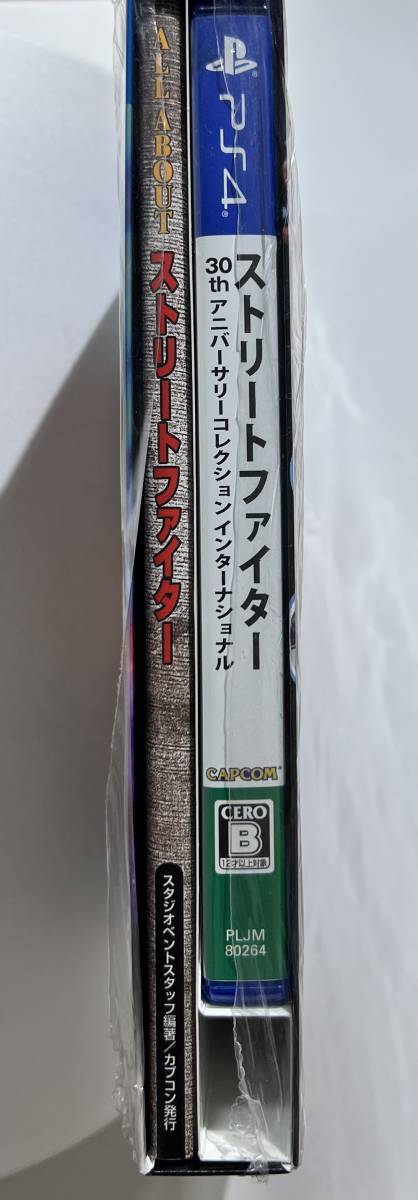 ALL ABOUT
ストリートファイター
スタジオベントスタッフ編著/カプコン発行
PS4
ストリートファイター
30th アニバーサリーコレクション インターナショナル
CAPCOM
CERO
B
12才以上対象
PLJM
80264